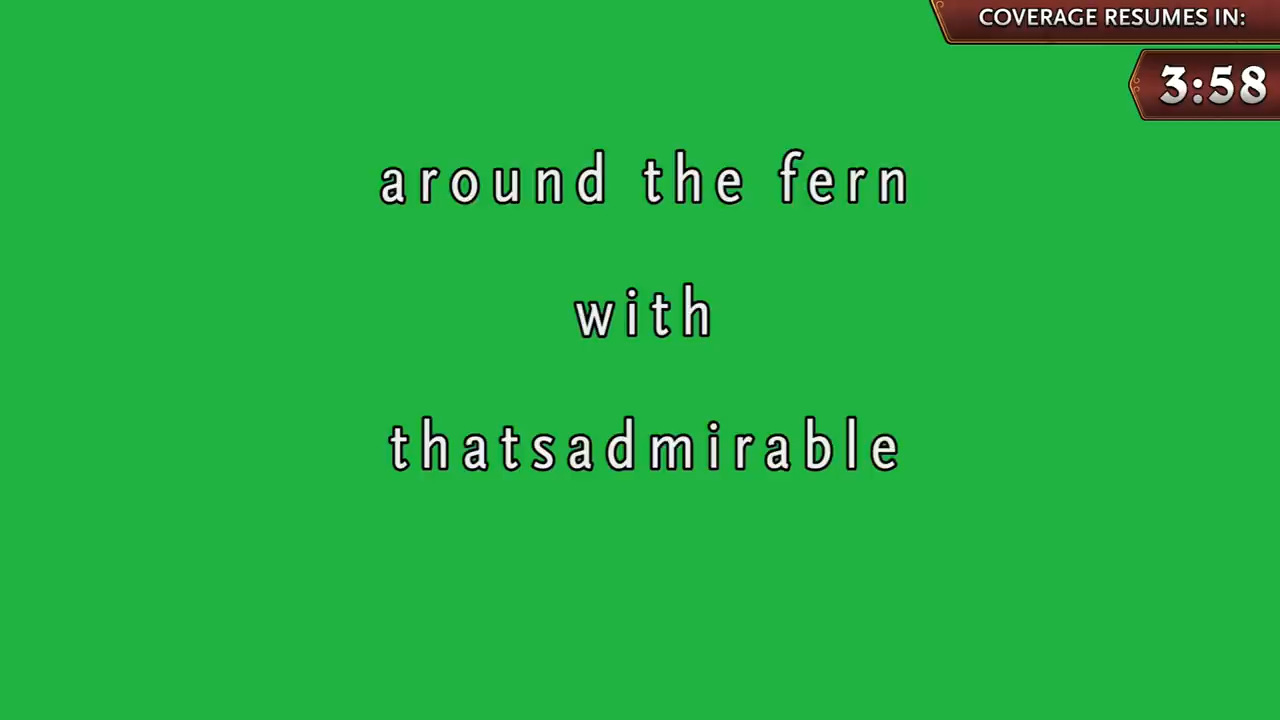 COVERAGE RESUMES IN:
3:58
around the fern
with
thatsadmirable